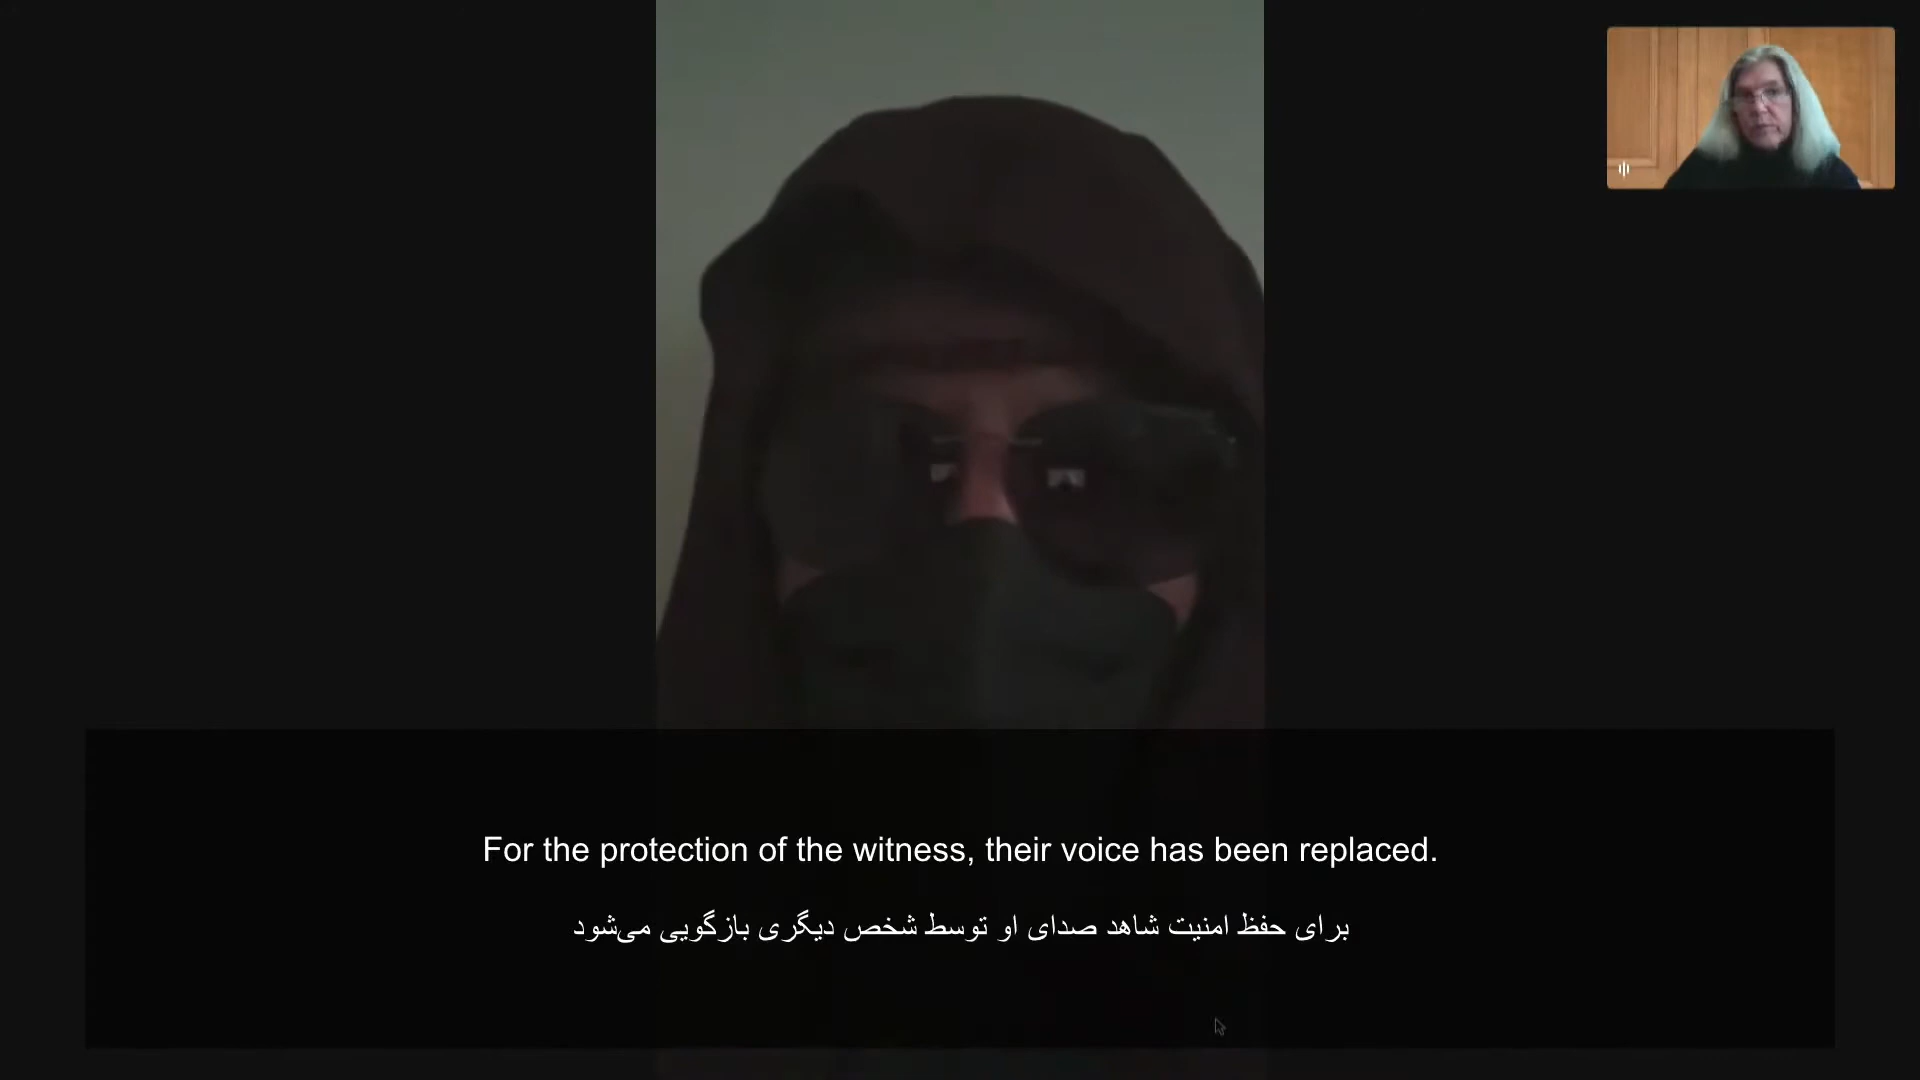 For the protection of the witness, their voice has been replaced.
برای حفظ امنیت شاهد صدای او توسط شخص دیگری بازگویی می‌شود